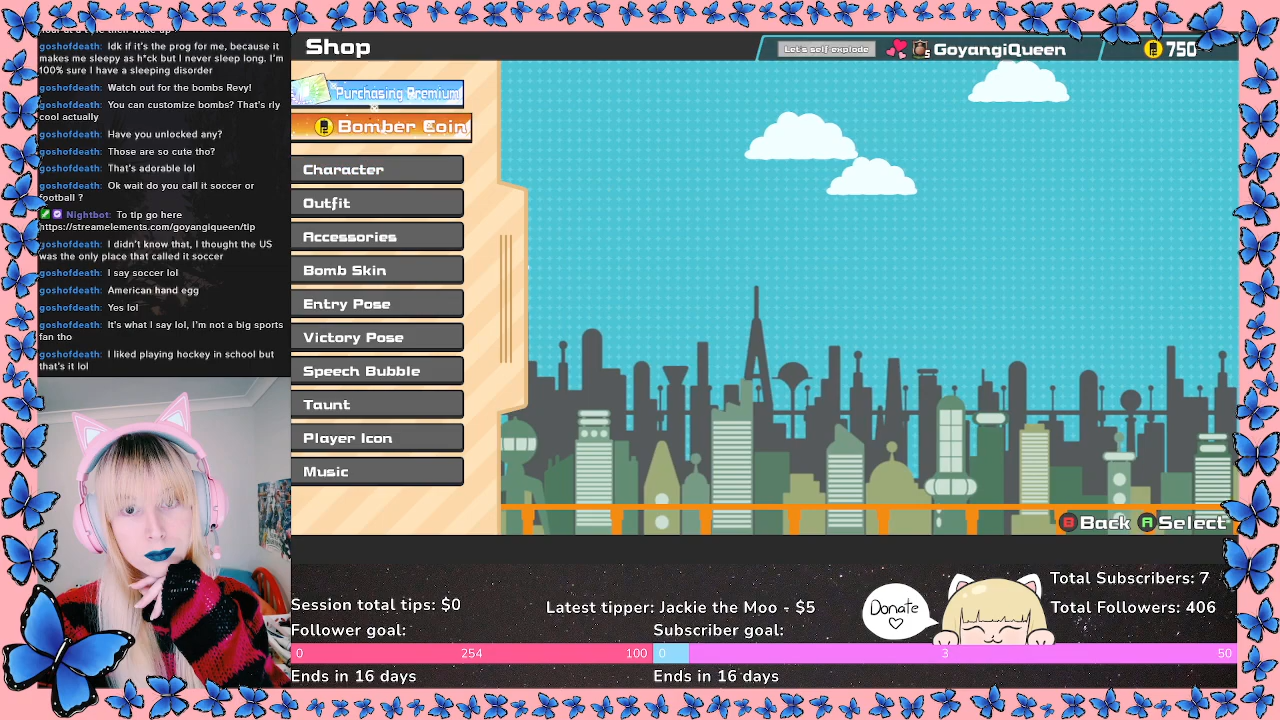 goshofdeath: Idk if it's the prog for me, because it
makes me sleepy as h*ck but I never sleep long. I'm
100% sure I have a sleeping disorder
goshofdeath: Watch out for the bombs Revy!
goshofdeath: You can customize bombs? That's rly
cool actually
goshofdeath: Have you unlocked any?
goshofdeath: Those are so cute tho?
goshofdeath: That's adorable lol
goshofdeath: Ok wait do you call it soccer or
football ?
Nightbot: To tip go here
https://streamelements.com/goyangiqueen/tip
goshofdeath: I didn't know that, I thought the US
was the only place that called it soccer
goshofdeath: I say soccer lol
goshofdeath: American hand egg
goshofdeath: Yes lol
goshofdeath: It's what I say lol, I'm not a big sports
fan tho
goshofdeath: I liked playing hockey in school but
that's it lol
Shop
Let's self explode
5
GoyangiQueen
750
Purchasing Premium
Bomber Coin
Character
Outfit
Accessories
Bomb Skin
Entry Pose
Victory Pose
Speech Bubble
Taunt
Player Icon
Music
B Back A Select
Session total tips: $0
Latest tipper: Jackie the Moo - $5
Donate
Total Subscribers: 7
Total Followers: 406
Follower goal:
Subscriber goal:
0 254 100
0 3 50
Ends in 16 days
Ends in 16 days